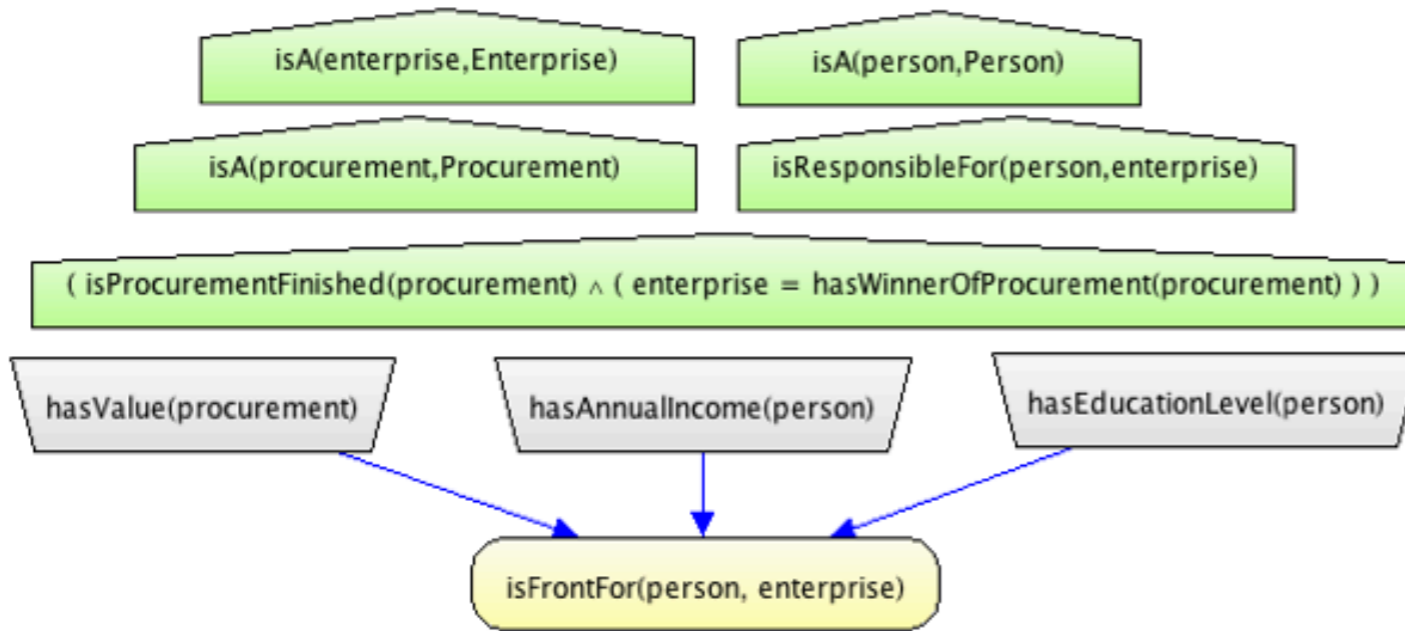 isA(enterprise,Enterprise)
isA(person,Person)
isA(procurement,Procurement)
isResponsibleFor(person,enterprise)
( isProcurementFinished(procurement) ∧ ( enterprise = hasWinnerOfProcurement(procurement) ) )
hasValue(procurement)
hasAnnualIncome(person)
hasEducationLevel(person)
isFrontFor(person, enterprise)